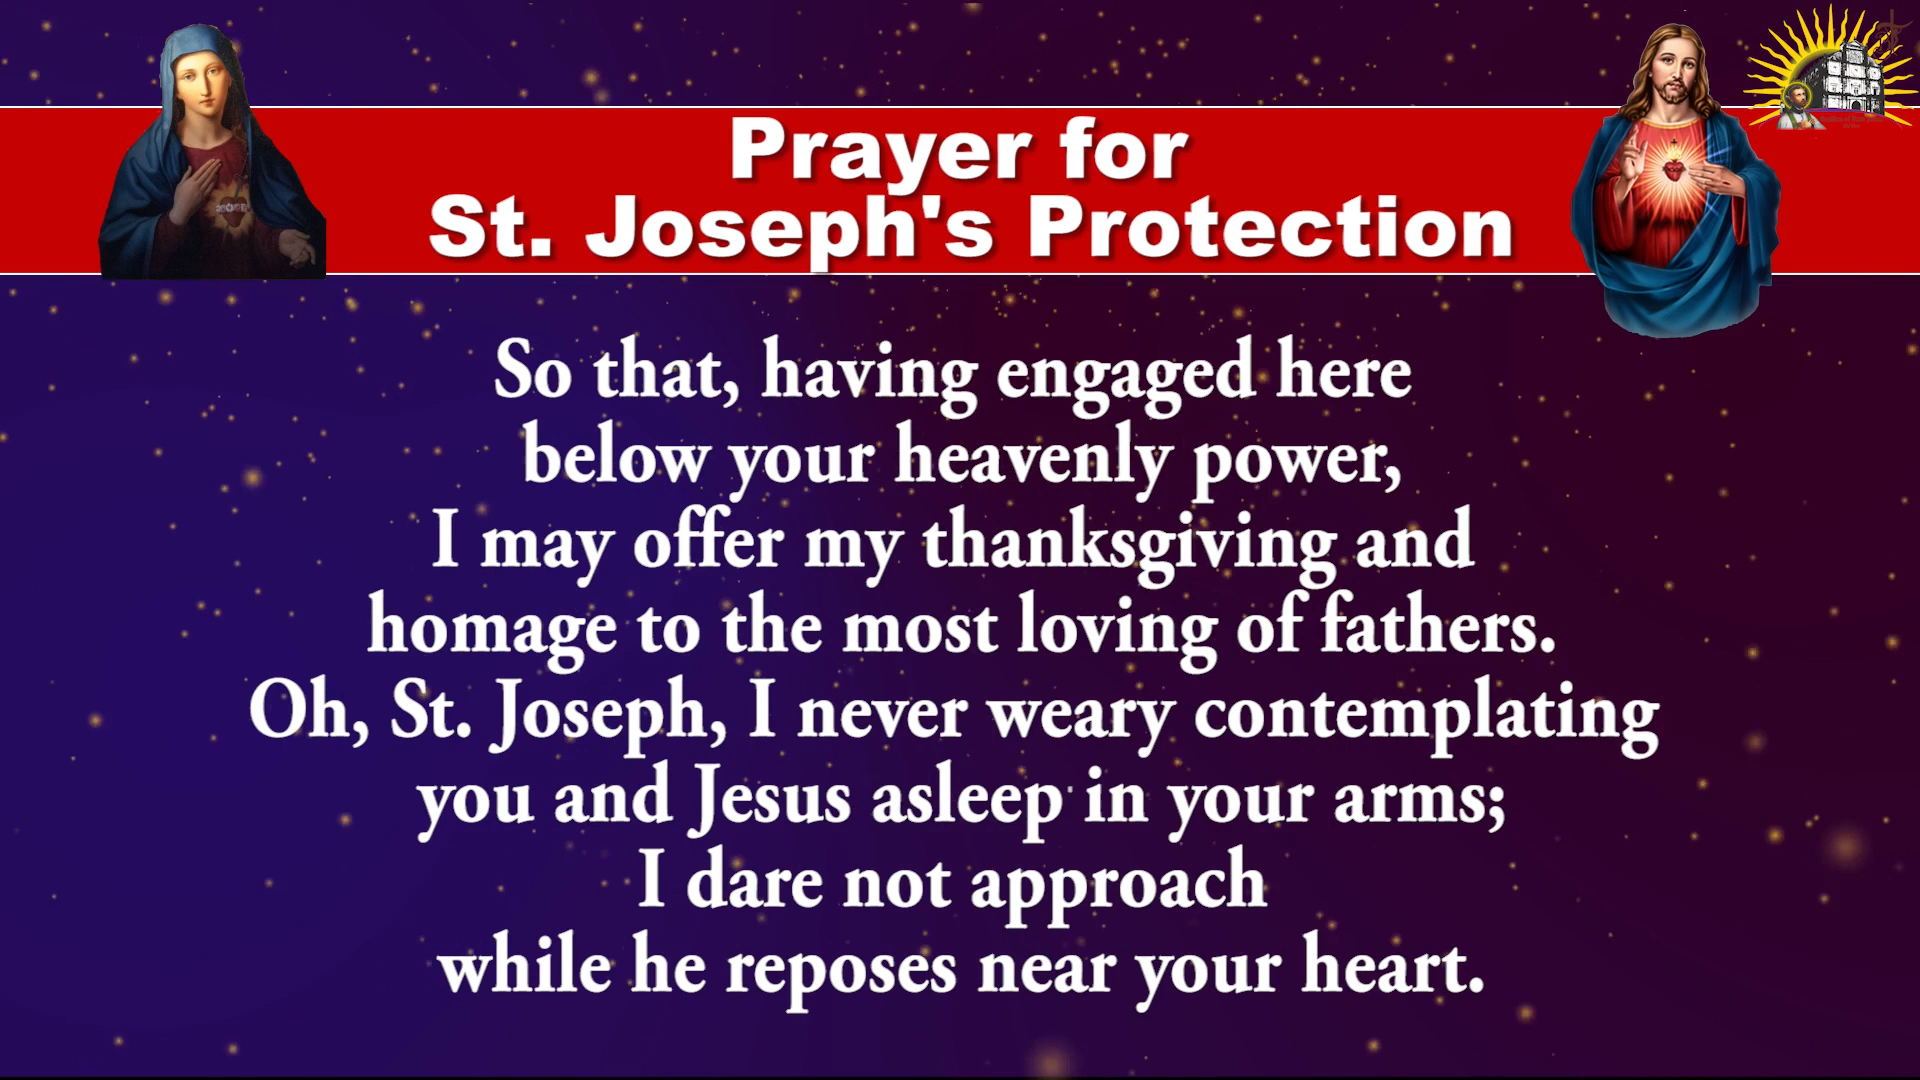 Prayer for
St. Joseph's Protection
So that, having engaged here
below your heavenly power,
I may offer my thanksgiving and
homage to the most loving of fathers.
Oh, St. Joseph, I never weary contemplating
you and Jesus asleep in your arms;
I dare not approach
while he reposes near your heart.